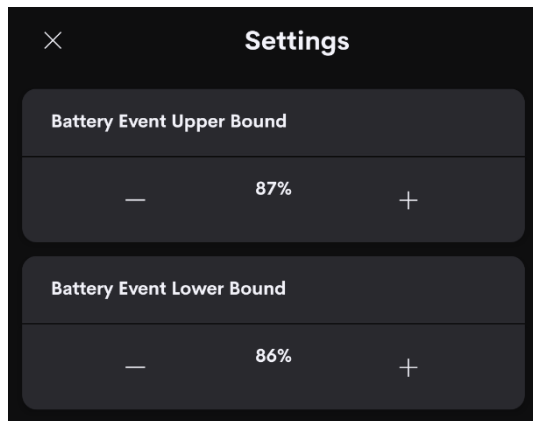 Settings
Battery Event Upper Bound
87%
Battery Event Lower Bound
86%